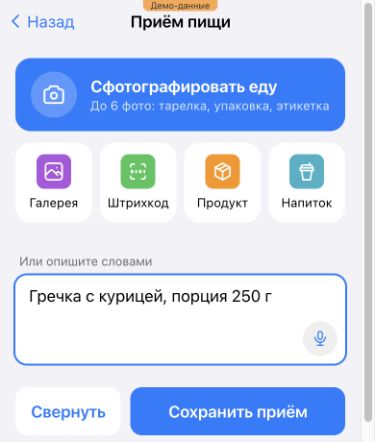 Демо-данные
Назад
Приём пищи
Сфотографировать еду
До 6 фото: тарелка, упаковка, этикетка
Галерея
Штрихкод
Продукт
Напиток
Или опишите словами
Гречка с курицей, порция 250 г
Свернуть
Сохранить приём